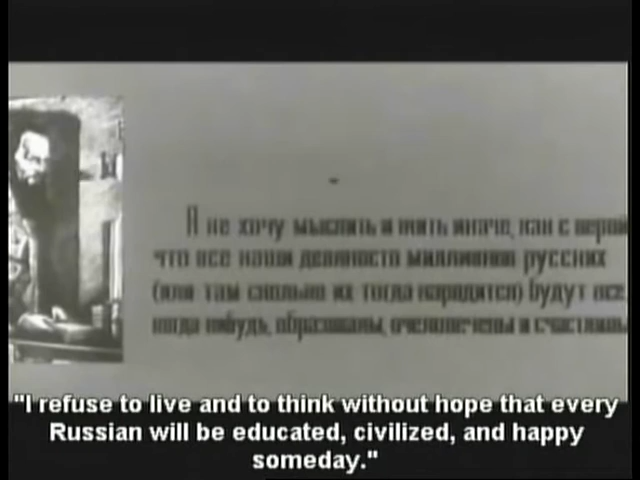 Я не хочу мыслить и жить иначе, как с верой
что все наши девяносто миллионов русских
(или там сколько их тогда народится) будут все,
когда нибудь, образованы, очеловечены и счастливы
"I refuse to live and to think without hope that every
Russian will be educated, civilized, and happy
someday."